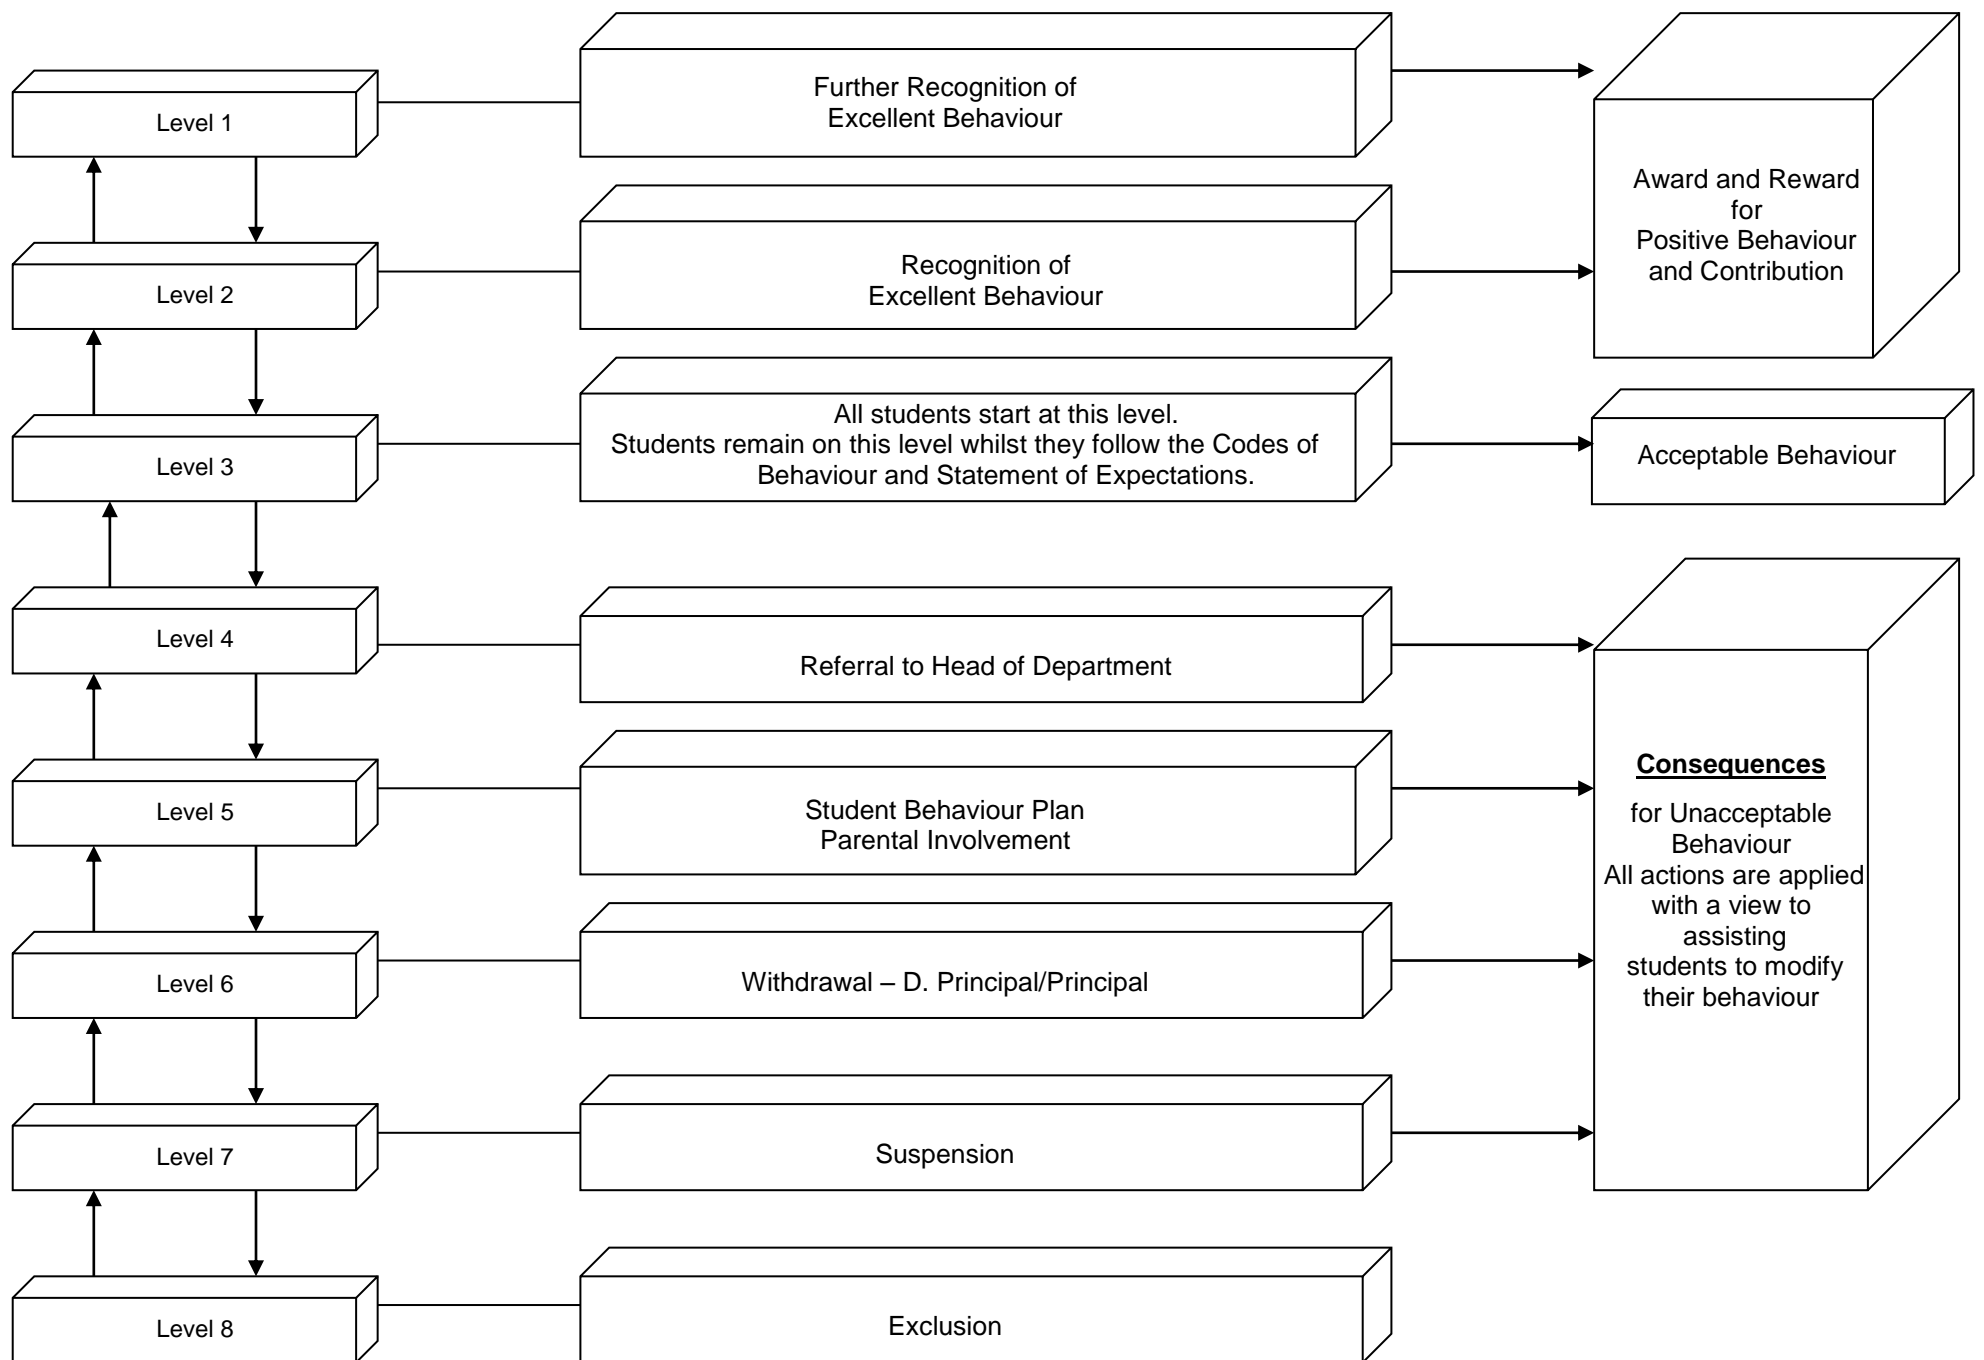 Level 1
Further Recognition of
Excellent Behaviour
Award and Reward
for
Positive Behaviour
and Contribution
Level 2
Recognition of
Excellent Behaviour
Level 3
All students start at this level.
Students remain on this level whilst they follow the Codes of
Behaviour and Statement of Expectations.
Acceptable Behaviour
Level 4
Referral to Head of Department
Consequences
for Unacceptable
Behaviour
All actions are applied
with a view to
assisting
students to modify
their behaviour
Level 5
Student Behaviour Plan
Parental Involvement
Level 6
Withdrawal – D. Principal/Principal
Level 7
Suspension
Level 8
Exclusion